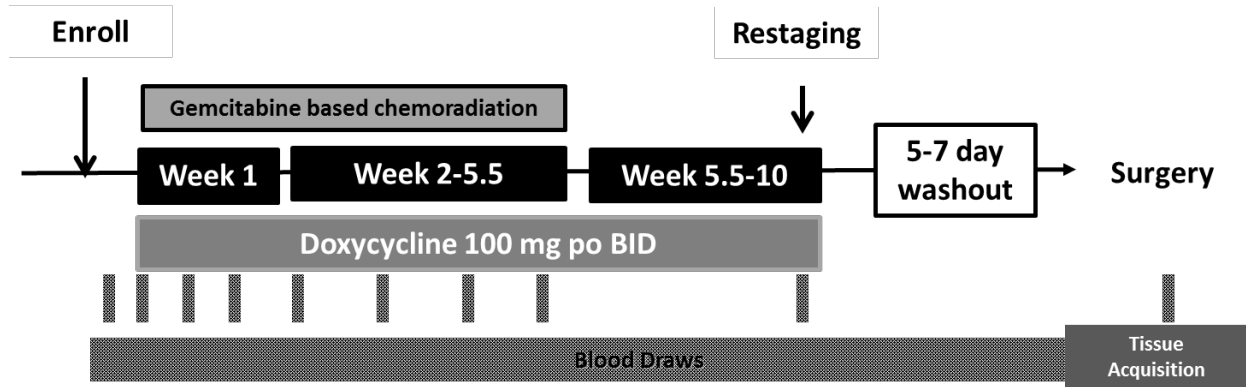 Enroll
Restaging
Gemcitabine based chemoradiation
Week 1
Week 2-5.5
Week 5.5-10
5-7 day
washout
Surgery
Doxycycline 100 mg po BID
Blood Draws
Tissue
Acquisition